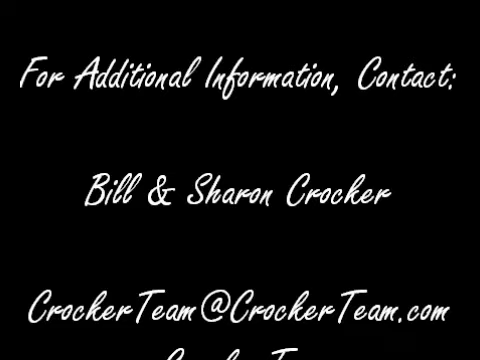 For Additional Information, Contact:
Bill & Sharon Crocker
CrockerTeam@CrockerTeam.com